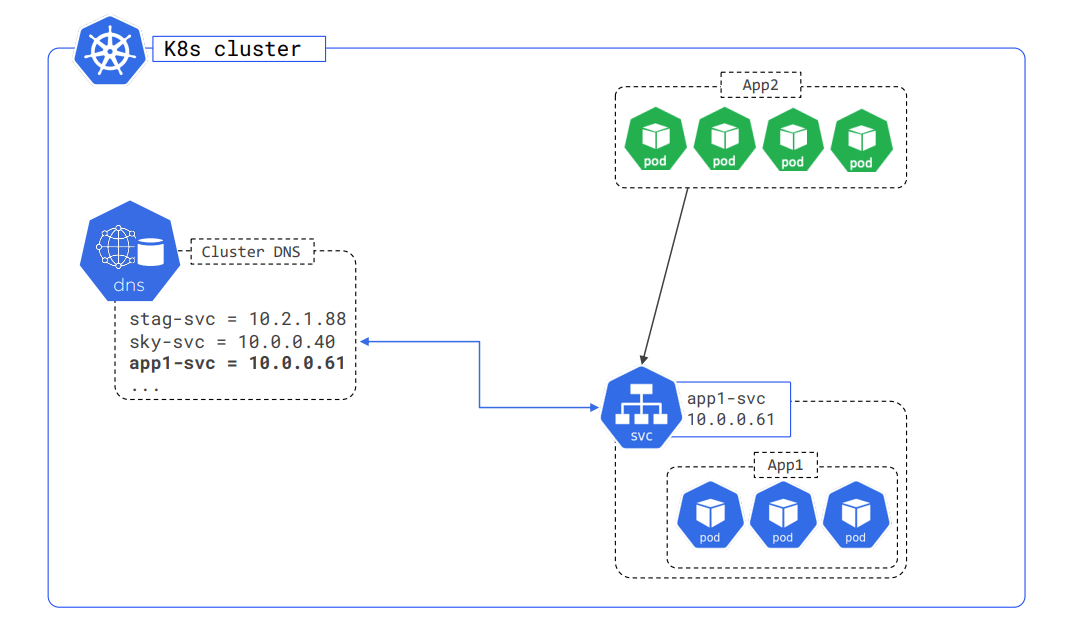 K8s cluster
App2
pod
pod
pod
pod
Cluster DNS
dns
stag-svc = 10.2.1.88
sky-svc = 10.0.0.40
app1-svc = 10.0.0.61
...
app1-svc
10.0.0.61
svc
App1
pod
pod
pod